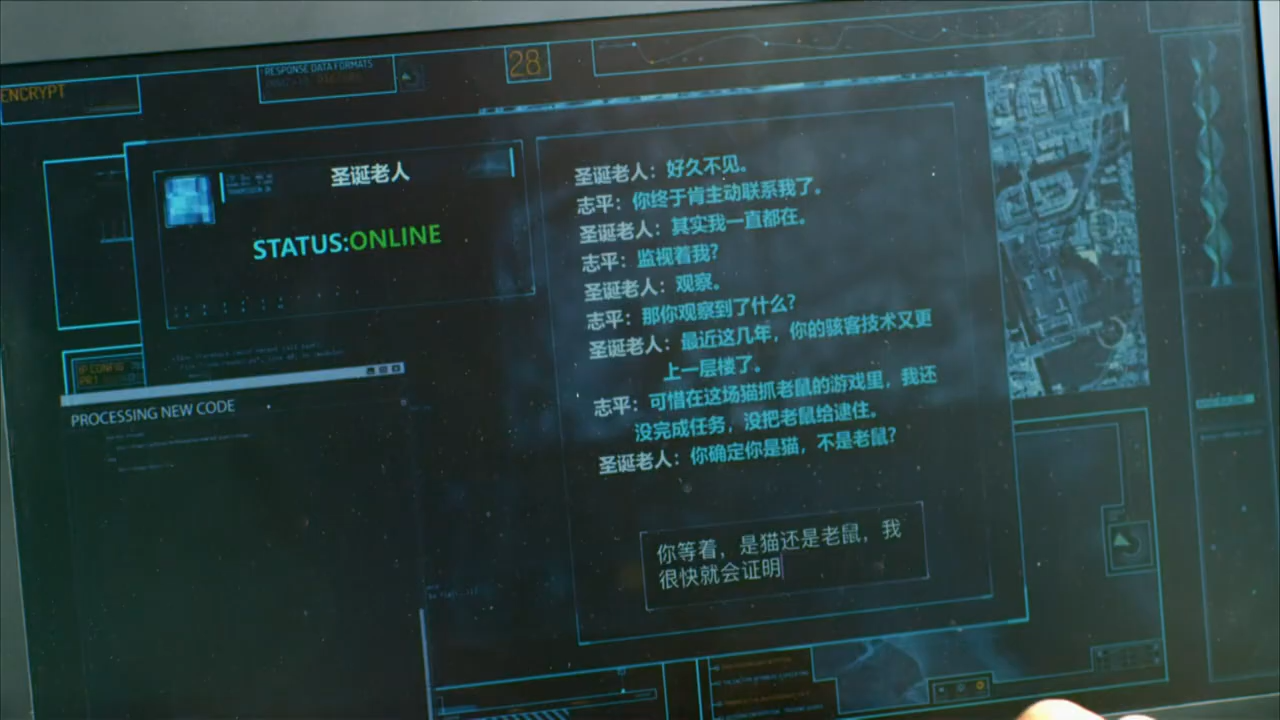 ENCRYPT
RESPONSE DATA FORMATS
28
圣诞老人
STATUS:ONLINE
圣诞老人：好久不见。
志平：你终于肯主动联系我了。
圣诞老人：其实我一直都在。
志平：监视着我？
圣诞老人：观察。
志平：那你观察到了什么？
圣诞老人：最近这几年，你的骇客技术又更
上一层楼了。
志平：可惜在这场猫抓老鼠的游戏里，我还
没完成任务，没把老鼠给逮住。
圣诞老人：你确定你是猫，不是老鼠？
你等着，是猫还是老鼠，我
很快就会证明
IP CONFIG
PR1
PROCESSING NEW CODE